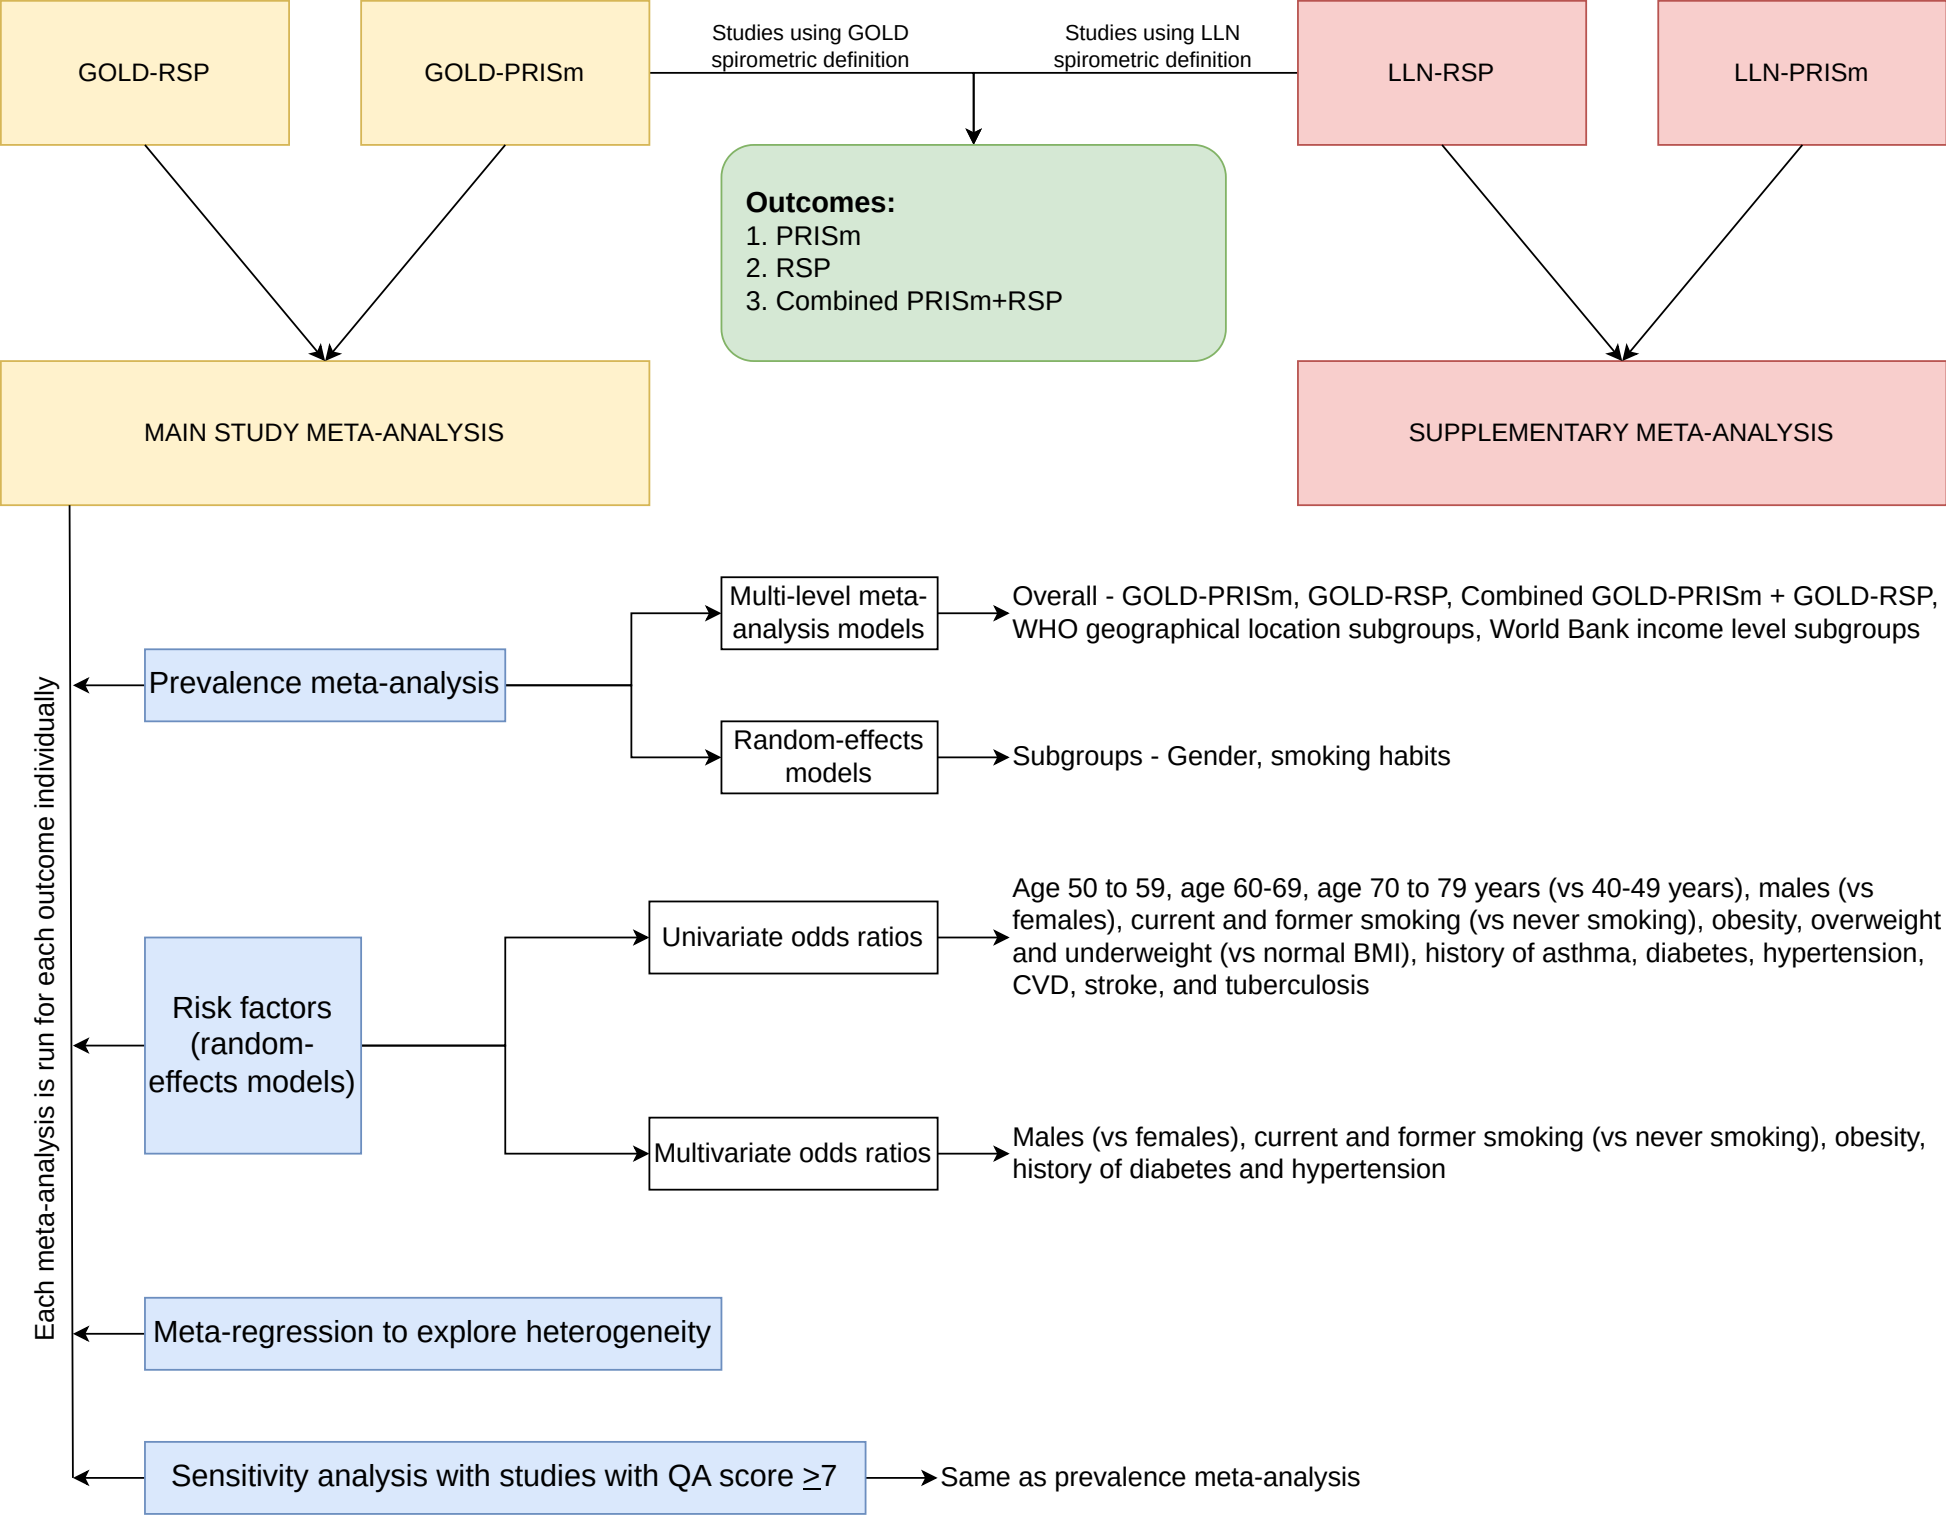 GOLD-RSP
GOLD-PRISm
Studies using GOLD
spirometric definition
Studies using LLN
spirometric definition
LLN-RSP
LLN-PRISm
Outcomes:
1. PRISm
2. RSP
3. Combined PRISm+RSP
MAIN STUDY META-ANALYSIS
SUPPLEMENTARY META-ANALYSIS
Each meta-analysis is run for each outcome individually
Prevalence meta-analysis
Multi-level meta-
analysis models
Overall - GOLD-PRISm, GOLD-RSP, Combined GOLD-PRISm + GOLD-RSP,
WHO geographical location subgroups, World Bank income level subgroups
Random-effects
models
Subgroups - Gender, smoking habits
Risk factors
(random-
effects models)
Univariate odds ratios
Age 50 to 59, age 60-69, age 70 to 79 years (vs 40-49 years), males (vs
females), current and former smoking (vs never smoking), obesity, overweight
and underweight (vs normal BMI), history of asthma, diabetes, hypertension,
CVD, stroke, and tuberculosis
Multivariate odds ratios
Males (vs females), current and former smoking (vs never smoking), obesity,
history of diabetes and hypertension
Meta-regression to explore heterogeneity
Sensitivity analysis with studies with QA score ≥7
Same as prevalence meta-analysis